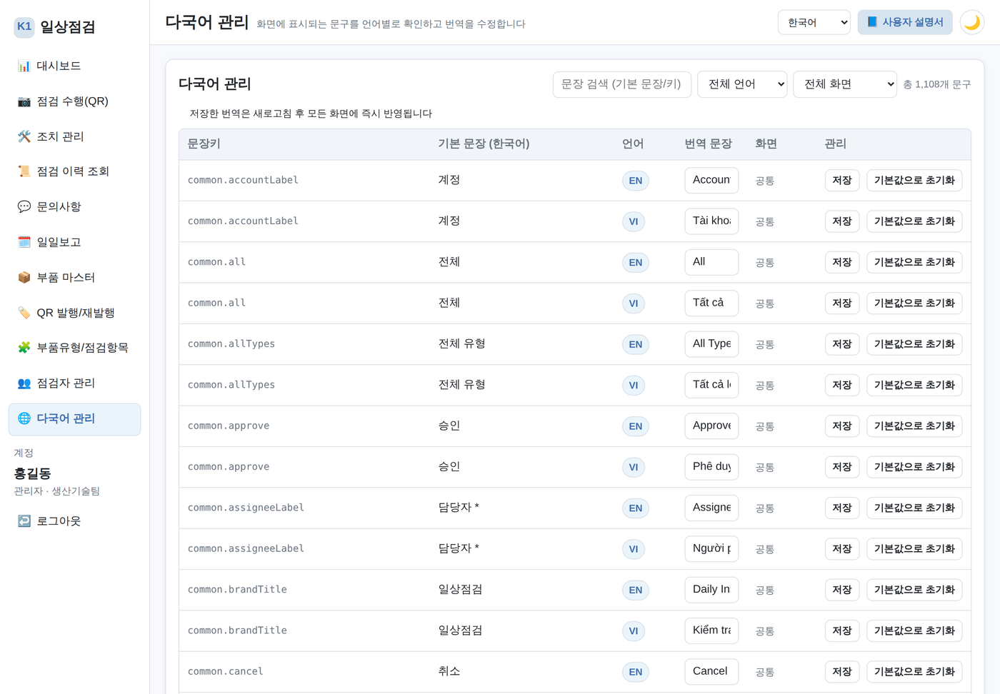 K1 일상점검
대시보드
점검 수행(QR)
조치 관리
점검 이력 조회
문의사항
일일보고
부품 마스터
QR 발행/재발행
부품유형/점검항목
점검자 관리
다국어 관리
계정
홍길동
관리자 · 생산기술팀
로그아웃
다국어 관리 화면에 표시되는 문구를 언어별로 확인하고 번역을 수정합니다 한국어 사용자 설명서
다국어 관리 문장 검색 (기본 문장/키) 전체 언어 전체 화면 총 1,108개 문구
저장한 번역은 새로고침 후 모든 화면에 즉시 반영됩니다
문장키 기본 문장 (한국어) 언어 번역 문장 화면 관리
common.accountLabel 계정 EN Account 공통 저장 기본값으로 초기화
common.accountLabel 계정 VI Tài kho 공통 저장 기본값으로 초기화
common.all 전체 EN All 공통 저장 기본값으로 초기화
common.all 전체 VI Tất cả 공통 저장 기본값으로 초기화
common.allTypes 전체 유형 EN All Type 공통 저장 기본값으로 초기화
common.allTypes 전체 유형 VI Tất cả l 공통 저장 기본값으로 초기화
common.approve 승인 EN Approve 공통 저장 기본값으로 초기화
common.approve 승인 VI Phê duy 공통 저장 기본값으로 초기화
common.assigneeLabel 담당자 * EN Assigne 공통 저장 기본값으로 초기화
common.assigneeLabel 담당자 * VI Người p 공통 저장 기본값으로 초기화
common.brandTitle 일상점검 EN Daily In 공통 저장 기본값으로 초기화
common.brandTitle 일상점검 VI Kiểm tra 공통 저장 기본값으로 초기화
common.cancel 취소 EN Cancel 공통 저장 기본값으로 초기화